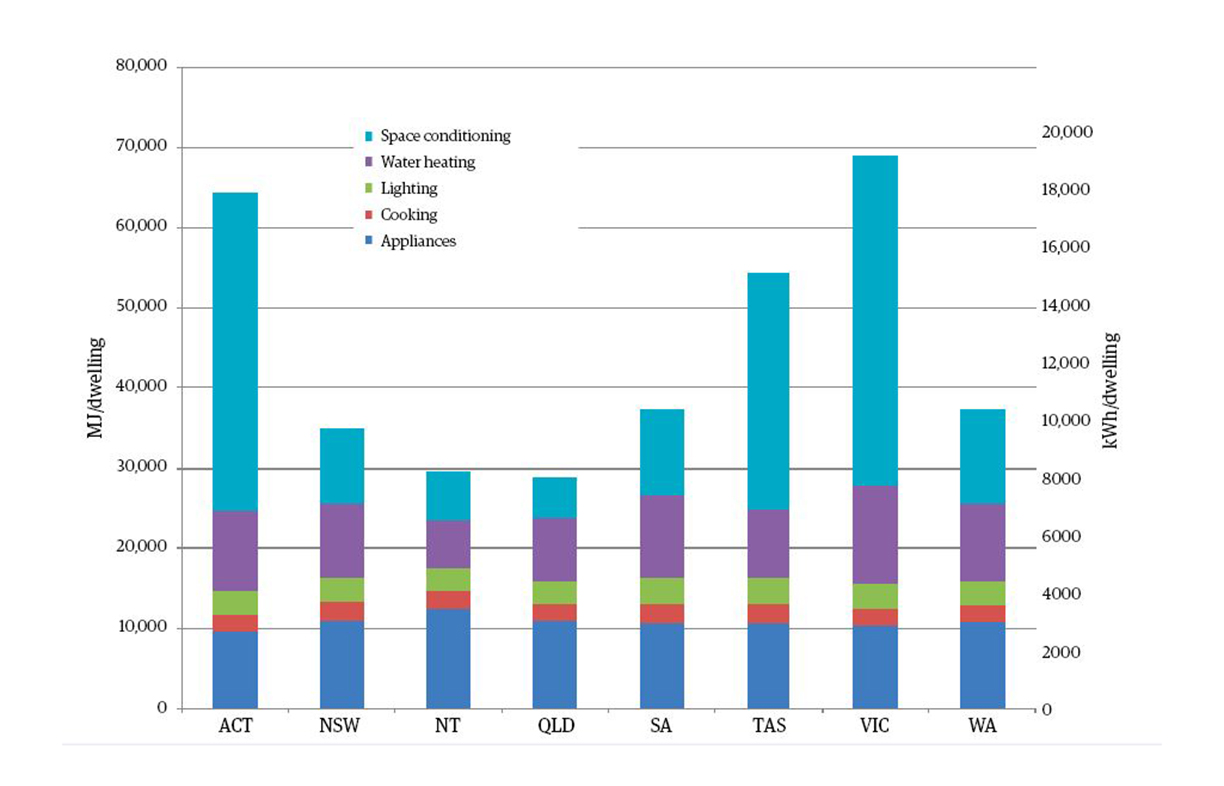 80,000
70,000
60,000
50,000
40,000
30,000
20,000
10,000
0
MJ/dwelling
Space conditioning
Water heating
Lighting
Cooking
Appliances
20,000
18,000
16,000
14,000
12,000
10,000
8000
6000
4000
2000
0
kWh/dwelling
ACT NSW NT QLD SA TAS VIC WA